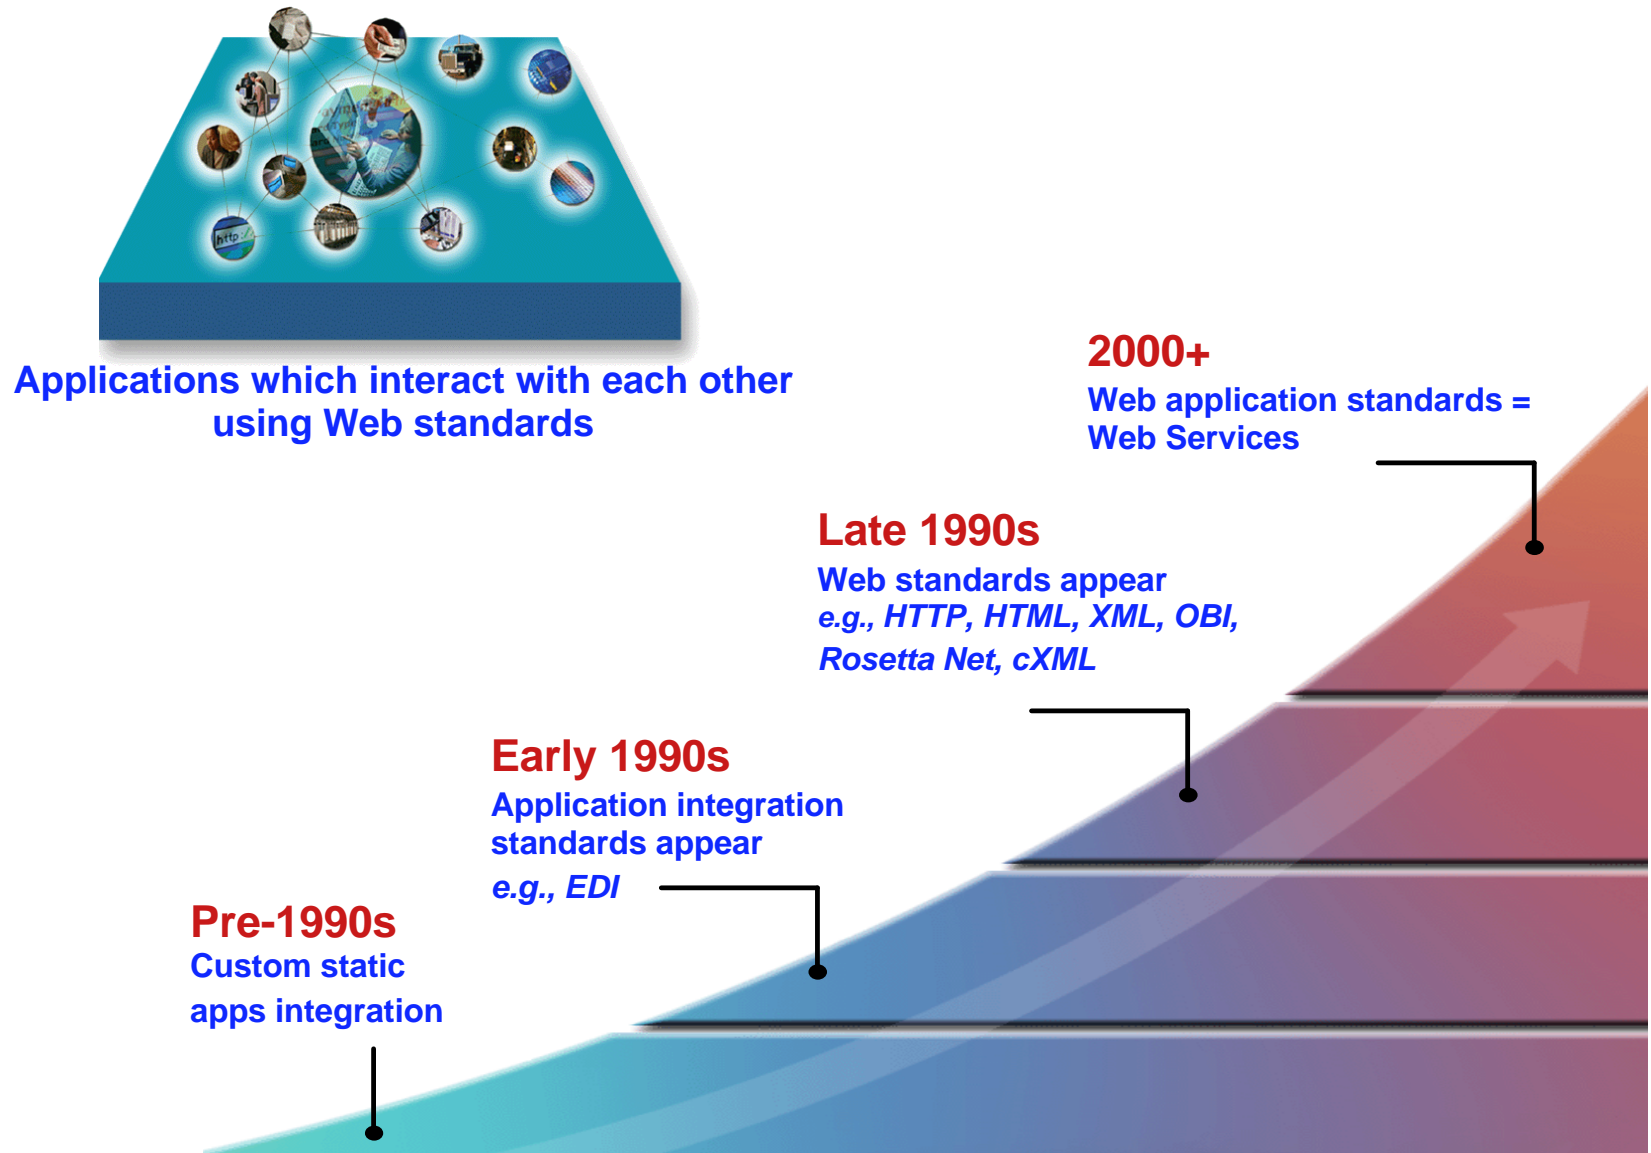 http:/
Applications which interact with each other
using Web standards
2000+
Web application standards =
Web Services
Late 1990s
Web standards appear
e.g., HTTP, HTML, XML, OBI,
Rosetta Net, cXML
Early 1990s
Application integration
standards appear
e.g., EDI
Pre-1990s
Custom static
apps integration